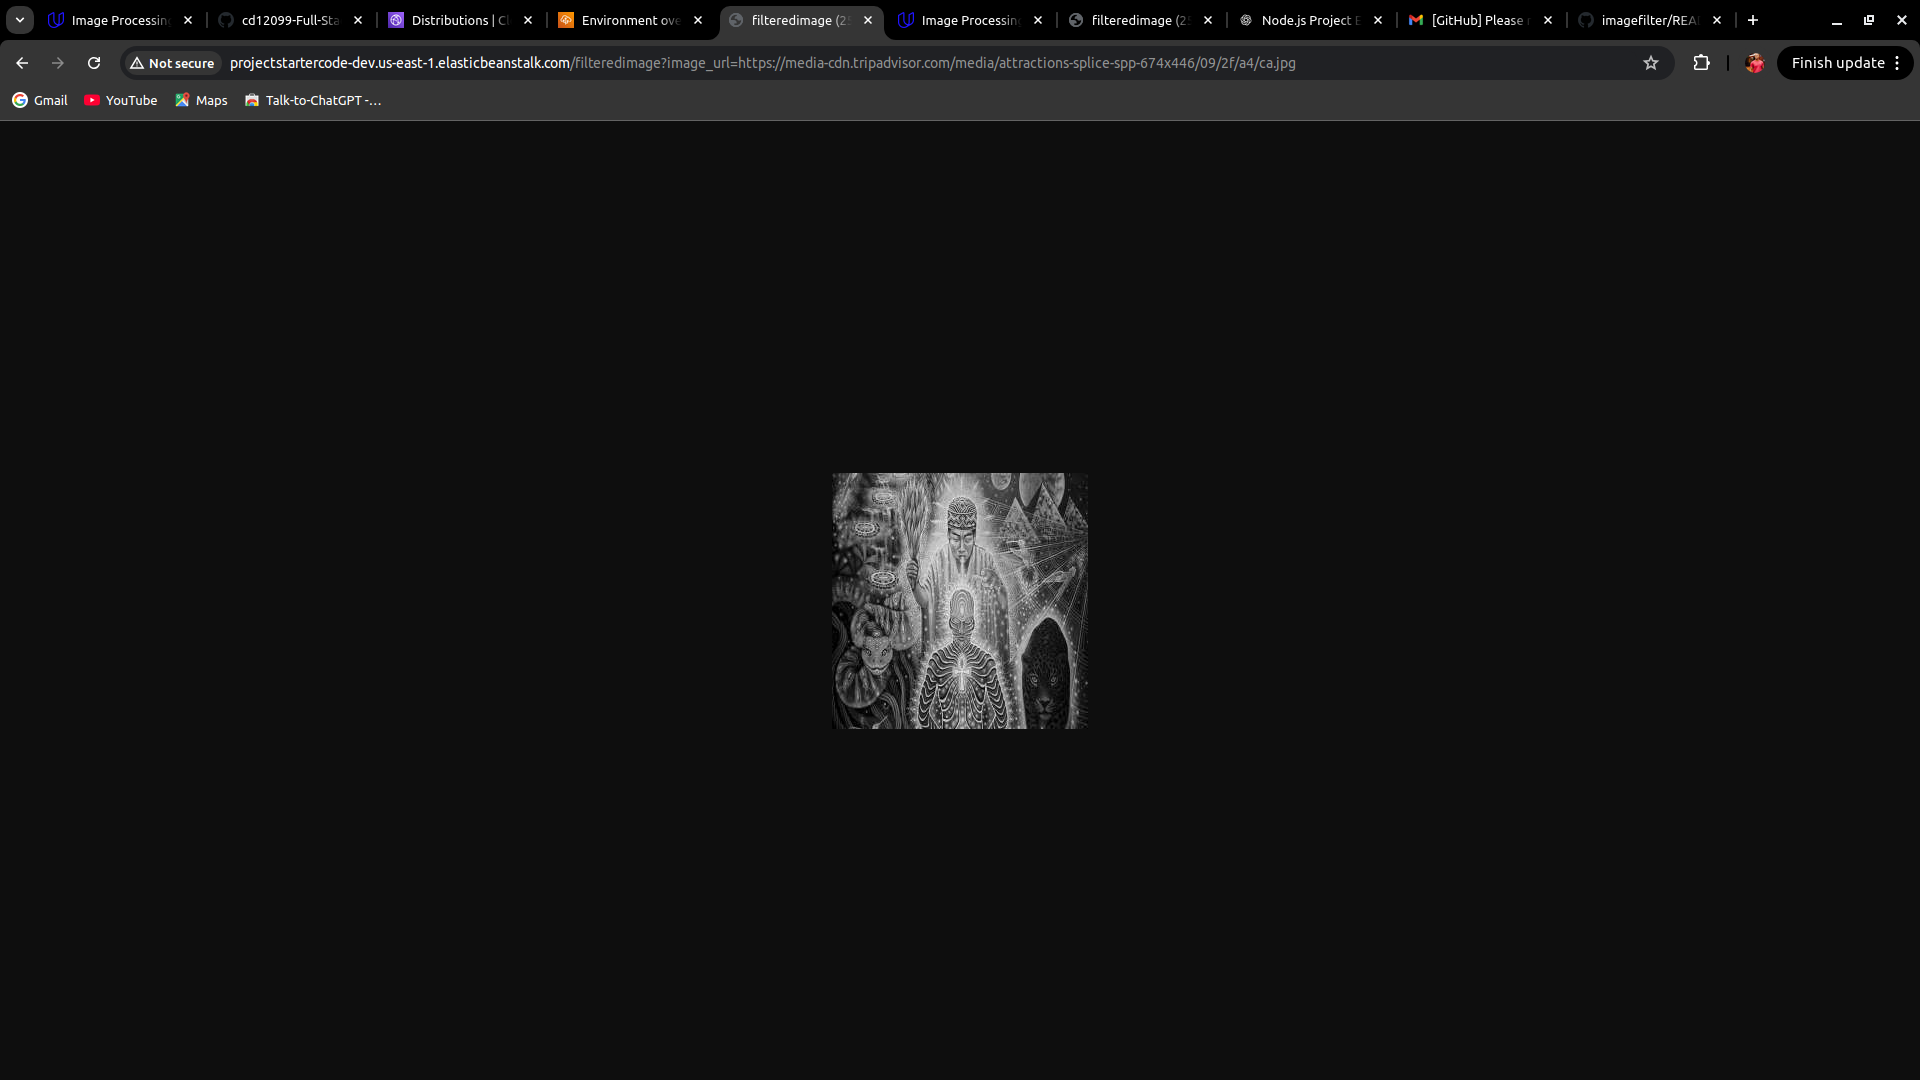 Image Processing
cd12099-Full-Sta
Distributions | Cl
Environment ove
filteredimage (25
Image Processing
filteredimage (25
Node.js Project E
[GitHub] Please r
imagefilter/REA
Not secure
projectstartercode-dev.us-east-1.elasticbeanstalk.com/filteredimage?image_url=https://media-cdn.tripadvisor.com/media/attractions-splice-spp-674x446/09/2f/a4/ca.jpg
Finish update
Gmail
YouTube
Maps
Talk-to-ChatGPT -...